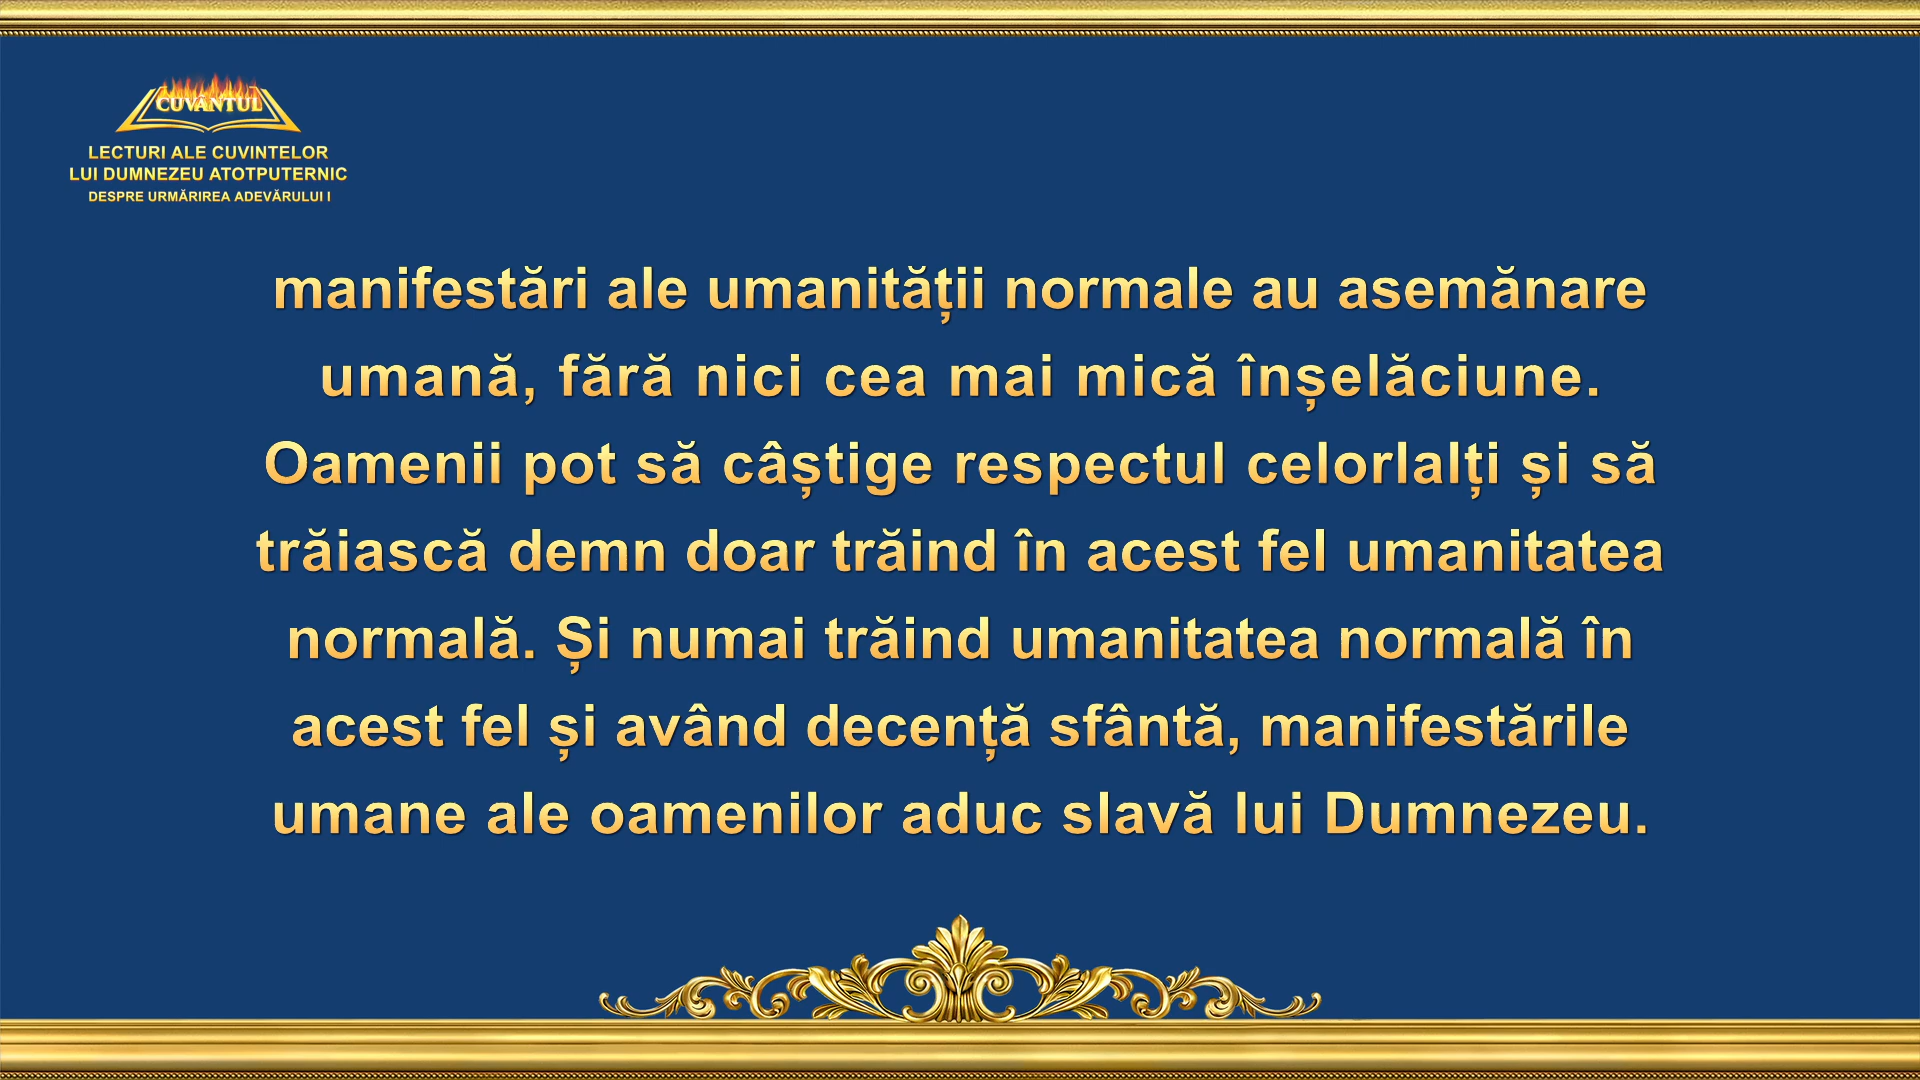 CUVÂNTUL
LECTURI ALE CUVINTELOR
LUI DUMNEZEU ATOTPUTERNIC
DESPRE URMĂRIREA ADEVĂRULUI I
manifestări ale umanității normale au asemănare
umană, fără nici cea mai mică înșelăciune.
Oamenii pot să câștige respectul celorlalți și să
trăiască demn doar trăind în acest fel umanitatea
normală. Și numai trăind umanitatea normală în
acest fel și având decență sfântă, manifestările
umane ale oamenilor aduc slavă lui Dumnezeu.